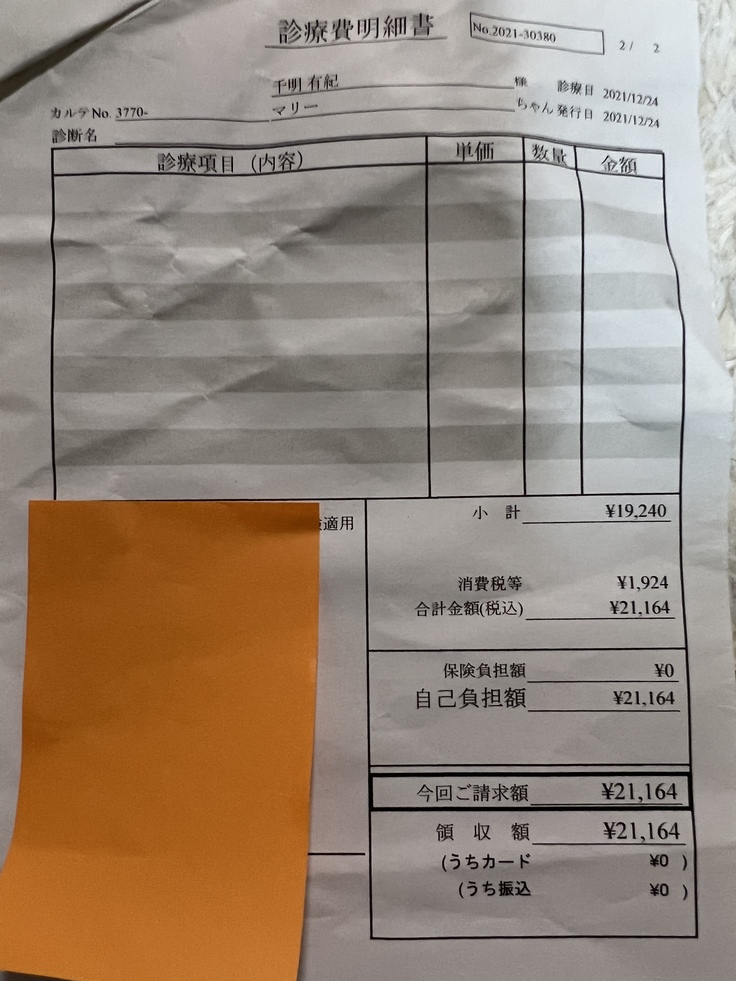 診療費明細書
No.2021-30380
2 / 2
千明 有紀 様 診療日 2021/12/24
カルテNo. 3770- マリー ちゃん 発行日 2021/12/24
診断名
診療項目（内容） 単価 数量 金額
適用
小 計 ¥19,240
消費税等 ¥1,924
合計金額(税込) ¥21,164
保険負担額 ¥0
自己負担額 ¥21,164
今回ご請求額 ¥21,164
領 収 額 ¥21,164
(うちカード ¥0 )
(うち振込 ¥0 )